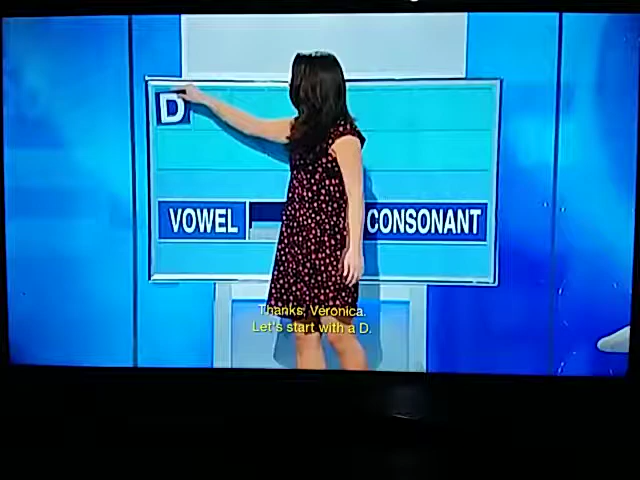 D
VOWEL
CONSONANT
Thanks, Veronica.
Let's start with a D.